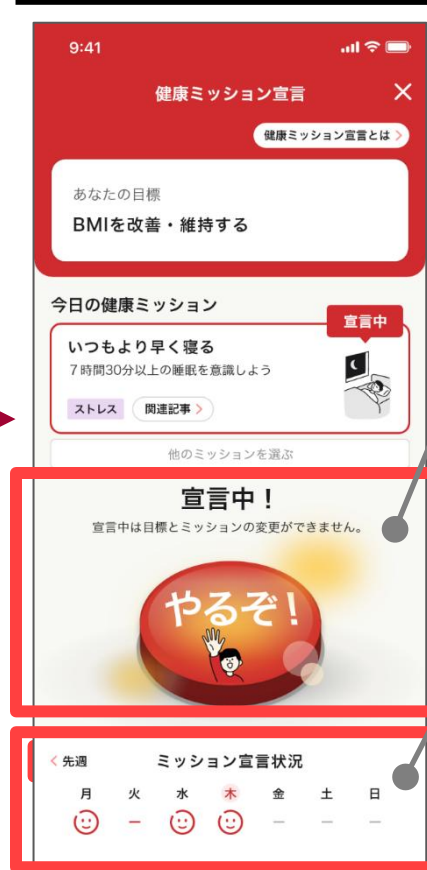 9:41
健康ミッション宣言
健康ミッション宣言とは
あなたの目標
BMIを改善・維持する
今日の健康ミッション
宣言中
いつもより早く寝る
7時間30分以上の睡眠を意識しよう
ストレス 関連記事
他のミッションを選ぶ
宣言中！
宣言中は目標とミッションの変更ができません。
やるぞ！
先週 ミッション宣言状況
月 火 水 木 金 土 日